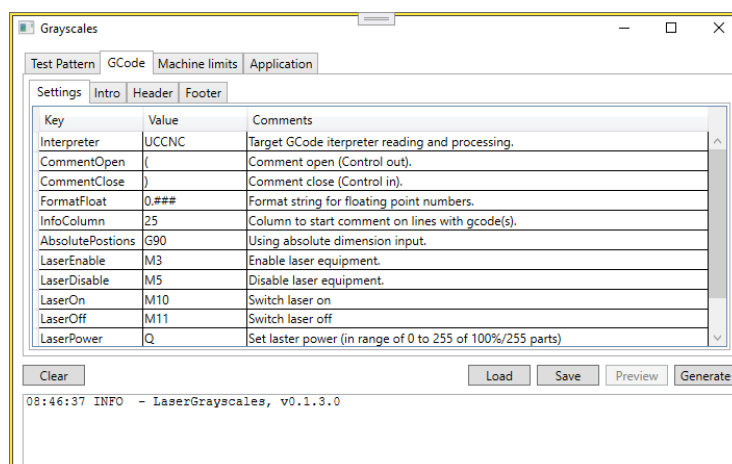 Grayscales
Test Pattern GCode Machine limits Application
Settings Intro Header Footer
Key Value Comments
Interpreter UCCNC Target GCode iterpreter reading and processing.
CommentOpen ( Comment open (Control out).
CommentClose ) Comment close (Control in).
FormatFloat 0.### Format string for floating point numbers.
InfoColumn 25 Column to start comment on lines with gcode(s).
AbsolutePostions G90 Using absolute dimension input.
LaserEnable M3 Enable laser equipment.
LaserDisable M5 Disable laser equipment.
LaserOn M10 Switch laser on
LaserOff M11 Switch laser off
LaserPower Q Set laster power (in range of 0 to 255 of 100%/255 parts)
Clear Load Save Preview Generate
08:46:37 INFO - LaserGrayscales, v0.1.3.0